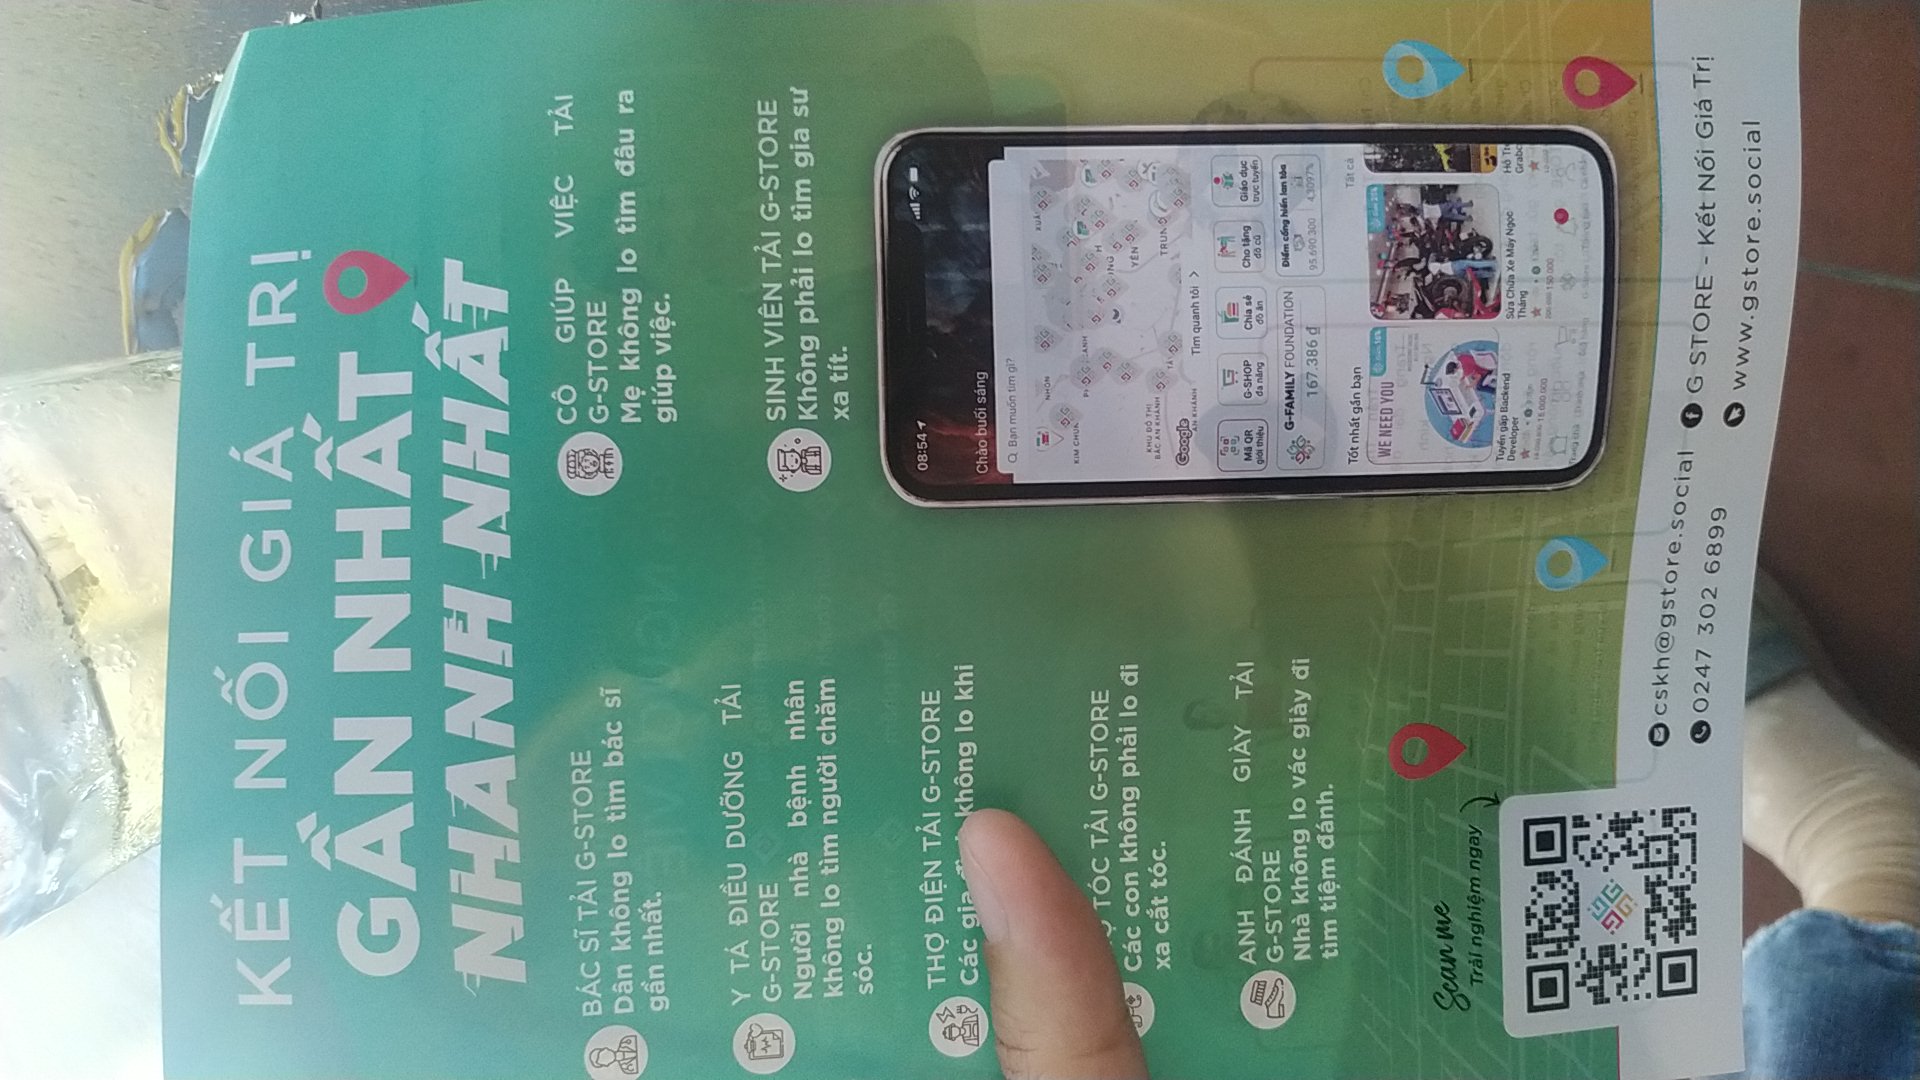 KẾT NỐI GIÁ TRỊ
GẦN NHẤT
NHANH NHẤT
BÁC SĨ TẢI G-STORE
Dân không lo tìm bác sĩ
gần nhất.
Y TÁ ĐIỀU DƯỠNG TẢI
G-STORE
Người nhà bệnh nhân
không lo tìm người chăm
sóc.
THỢ ĐIỆN TẢI G-STORE
Các gia không lo khi
TÓC TẢI G-STORE
Các con không phải lo đi
xa cắt tóc.
ANH ĐÁNH GIÀY TẢI
G-STORE
Nhà không lo vác giày đi
tìm tiệm đánh.
CÔ GIÚP VIỆC TẢI
G-STORE
Mẹ không lo tìm đâu ra
giúp việc.
SINH VIÊN TẢI G-STORE
Không phải lo tìm gia sư
xa tít.
08:54
Chào buổi sáng
Bạn muốn tìm gì?
NHÔN
XUÂ
KIM CHUN
YÊN
KHU ĐÔ THỊ
BẮC AN KHÁNH
TRUN
Google
AN KHÁNH
Tìm quanh tôi
Mã QR
giới thiệu
G-SHOP
đa năng
Chia sẻ
đồ ăn
Cho tặng
đồ cũ
Giáo dục
trực tuyến
G-FAMILY FOUNDATION
167.386 đ
Điểm cống hiến lan tỏa
95.690.300 4,3097%
Tốt nhất gần bạn
Tất cả
WE NEED YOU
Tuyển gấp Backend
Developer
15.000.000
Sửa Chữa Xe Máy Ngọc
Thắng
200.000 150.000
Hỗ Tr
Grabc
Scan me
Trải nghiệm ngay
cskh@gstore.social
0247 302 6899
G STORE - Kết Nối Giá Trị
www.gstore.social